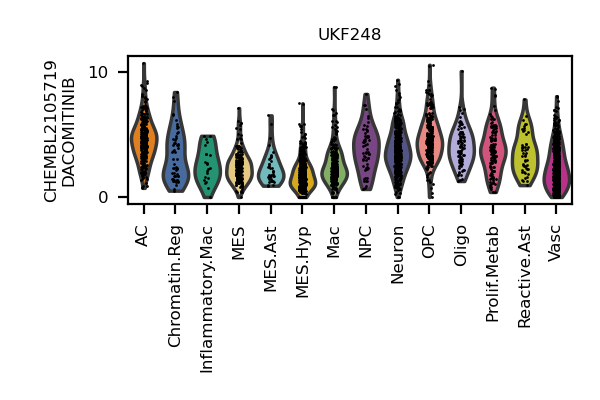 UKF248
CHEMBL2105719
DACOMITINIB
10
0
AC
Chromatin.Reg
Inflammatory.Mac
MES
MES.Ast
MES.Hyp
Mac
NPC
Neuron
OPC
Oligo
Prolif.Metab
Reactive.Ast
Vasc